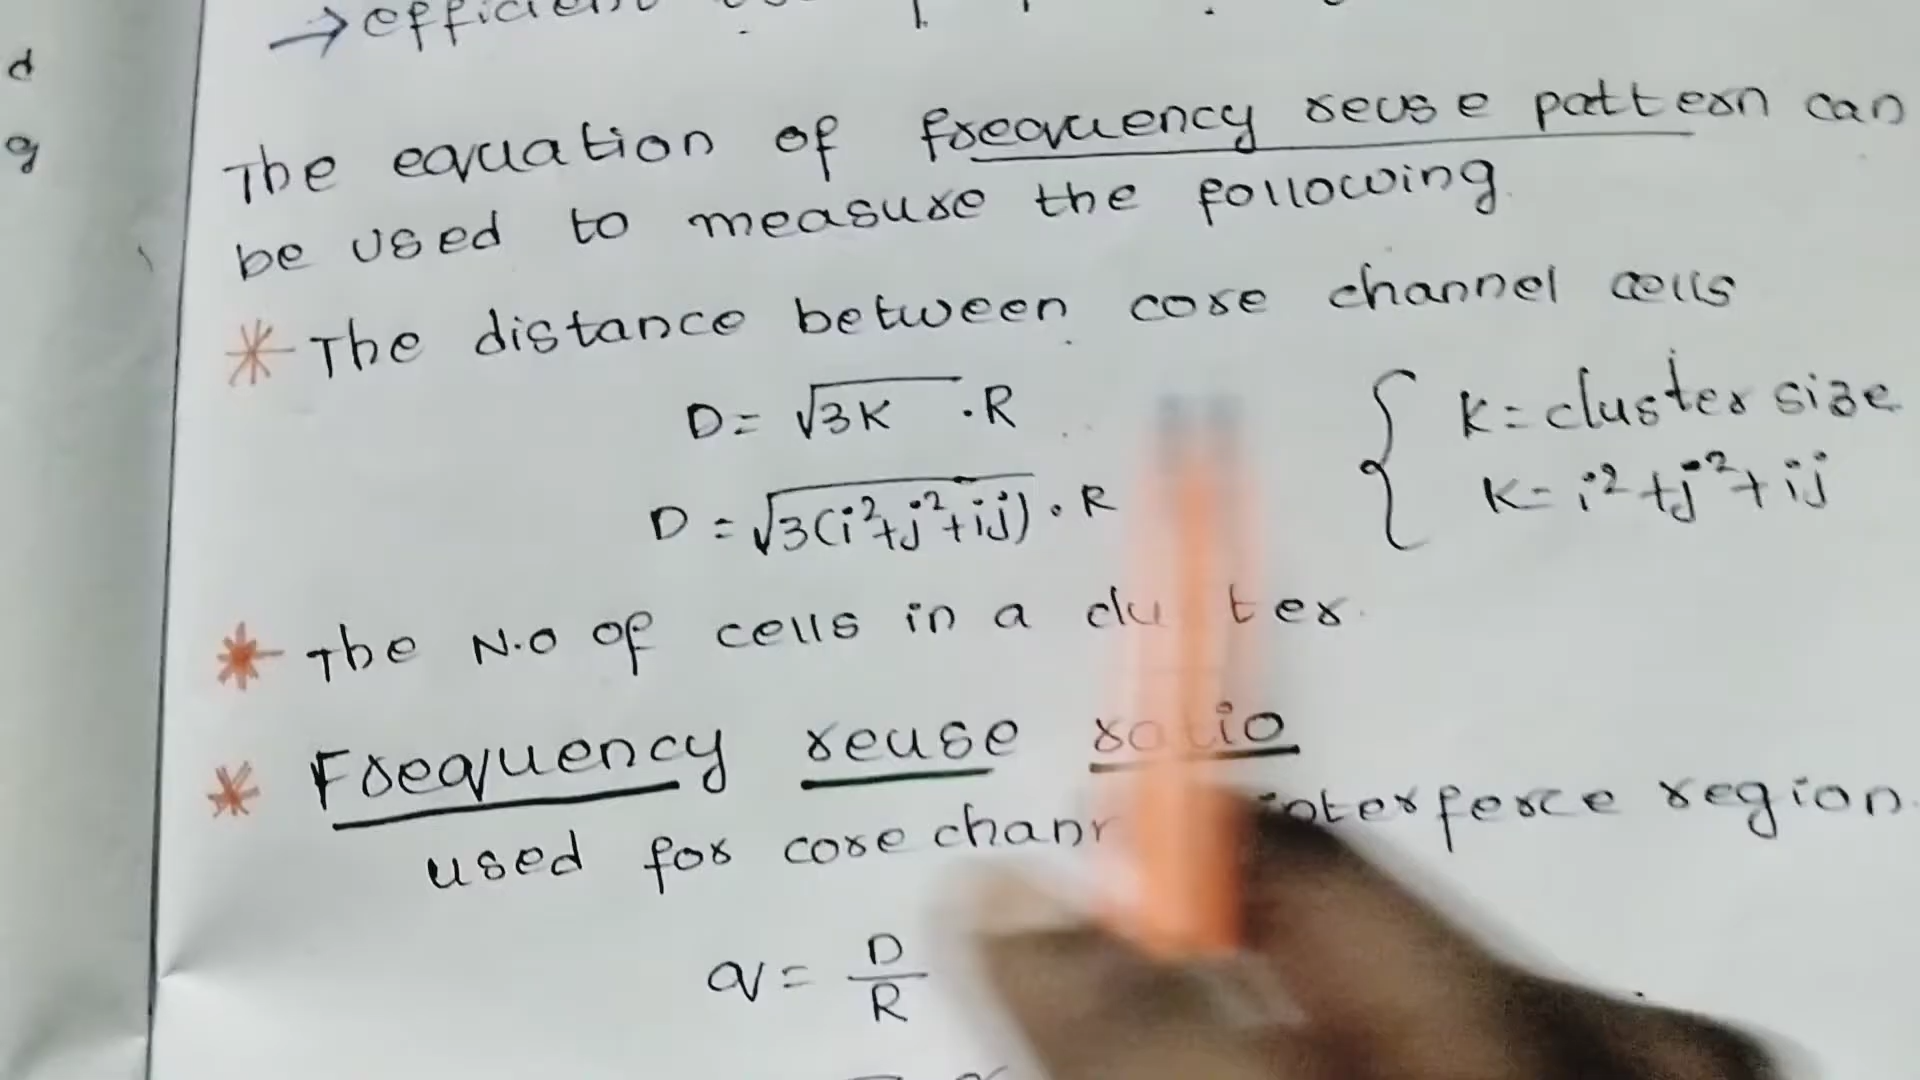 → efficient
d
g
The equation of frequency reuse pattern can
be used to measure the following.
* The distance between core channel cells
D = √3K . R
D = √3(i²+j²+ij) . R
{ K = cluster size
K = i²+j²+ij
* The N.O of cells in a cluster.
* Frequency reuse ratio
used for core chan interference region.
q = D/R